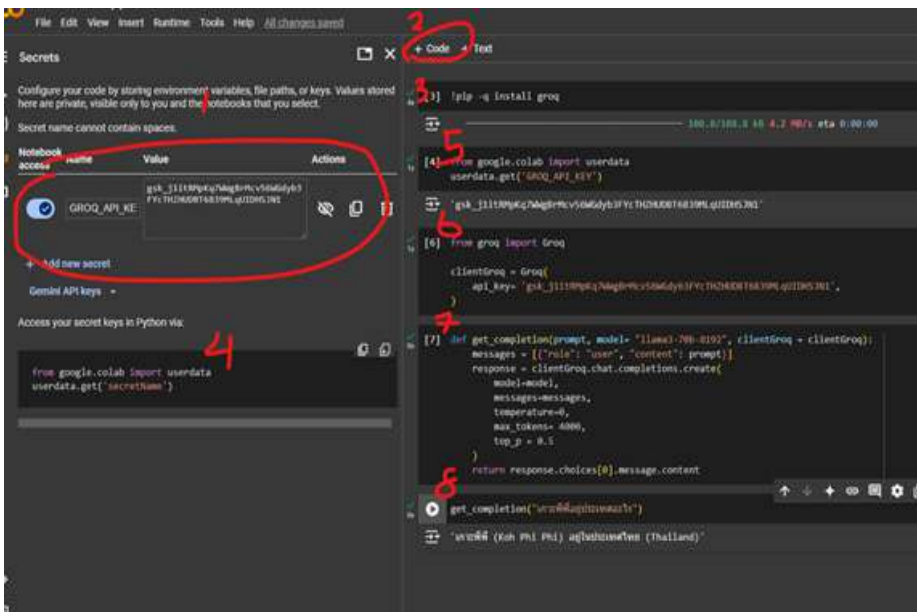 File Edit View Insert Runtime Tools Help All changes saved
2
Secrets
+ Code + Text
Configure your code by storing environment variables, file paths, or keys. Values stored
here are private, visible only to you and the notebooks that you select.
1
Secret name cannot contain spaces.
Notebook access Name Value Actions
GROQ_API_KE
+ Add new secret
Gemini API keys
Access your secret keys in Python via:
4
from google.colab import userdata
userdata.get('secretName')
3
[3] !pip -q install groq
eta 0:00:00
5
[4] from google.colab import userdata
userdata.get('GROQ_API_KEY')
6
[6] from groq import Groq
clientGroq = Groq(
api_key=
)
7
[7] def get_completion(prompt, model= "llama3-70b-8192", clientGroq = clientGroq):
messages = [{"role": "user", "content": prompt}]
response = clientGroq.chat.completions.create(
model=model,
messages=messages,
temperature=0,
max_tokens= 4000,
top_p = 0.5
)
return response.choices[0].message.content
8
get_completion("เกาะพีพีอยู่ประเทศอะไร")
'เกาะพีพี (Koh Phi Phi) อยู่ในประเทศไทย (Thailand)'